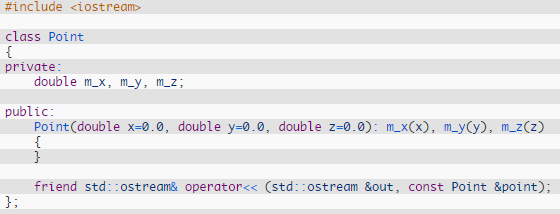 #include <iostream>
class Point
{
private:
    double m_x, m_y, m_z;
public:
    Point(double x=0.0, double y=0.0, double z=0.0): m_x(x), m_y(y), m_z(z)
    {
    }
    friend std::ostream& operator<< (std::ostream &out, const Point &point);
};